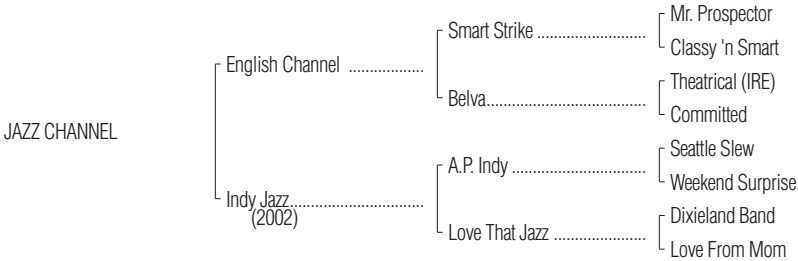 Mr. Prospector
Smart Strike .........................
Classy 'n Smart
English Channel ..................
Theatrical (IRE)
Belva.....................................
Committed
JAZZ CHANNEL
Seattle Slew
A.P. Indy ...............................
Weekend Surprise
Indy Jazz................................
(2002)
Dixieland Band
Love That Jazz ......................
Love From Mom